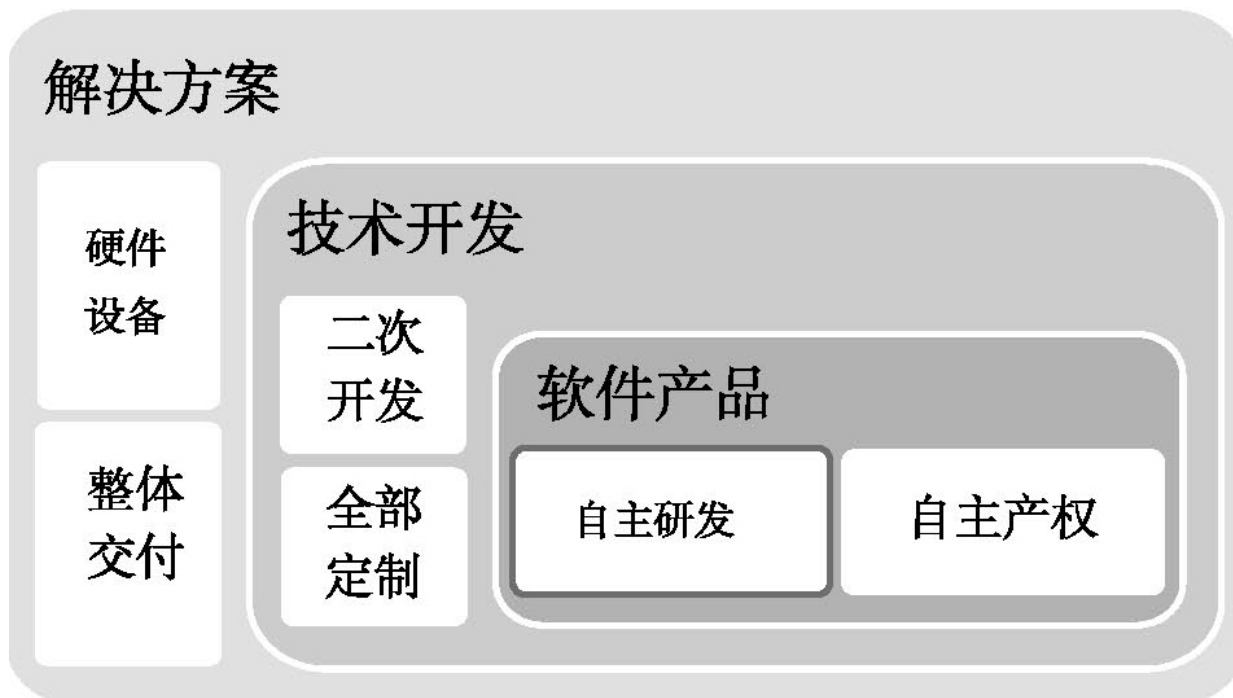 解决方案
硬件
设备
整体
交付
技术开发
二次
开发
全部
定制
软件产品
自主研发
自主产权